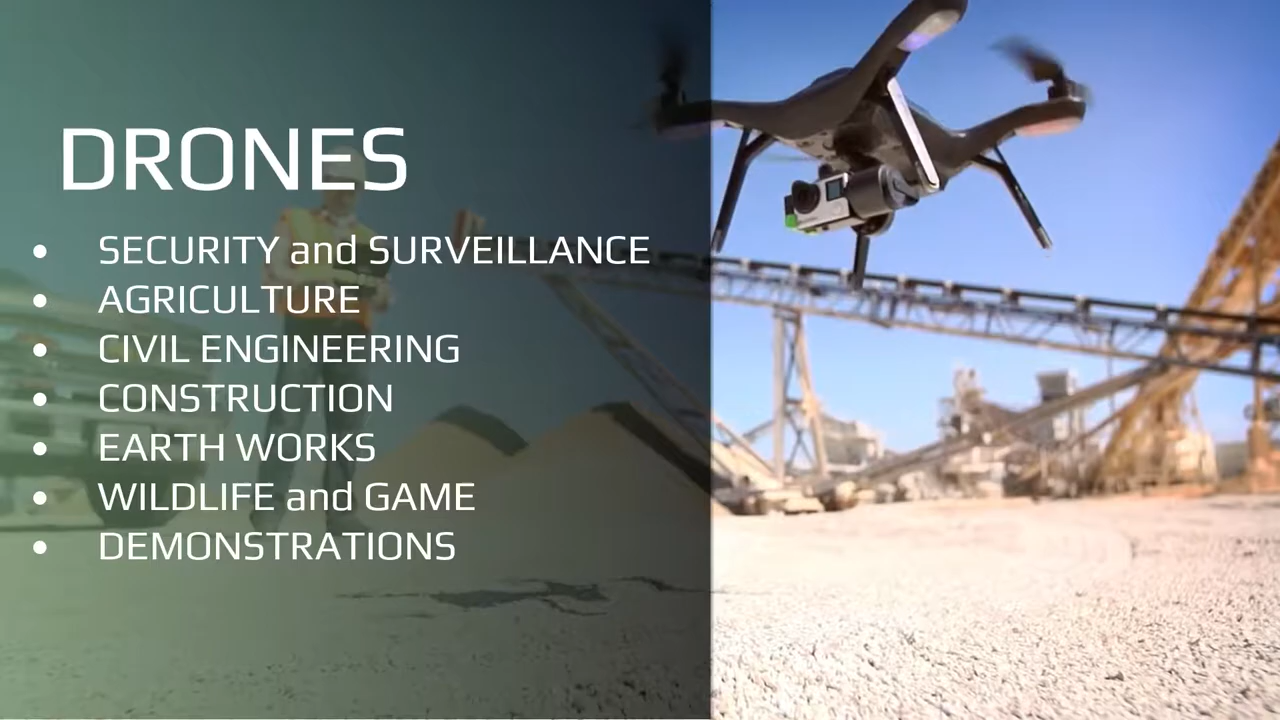 DRONES
• SECURITY and SURVEILLANCE
• AGRICULTURE
• CIVIL ENGINEERING
• CONSTRUCTION
• EARTH WORKS
• WILDLIFE and GAME
• DEMONSTRATIONS